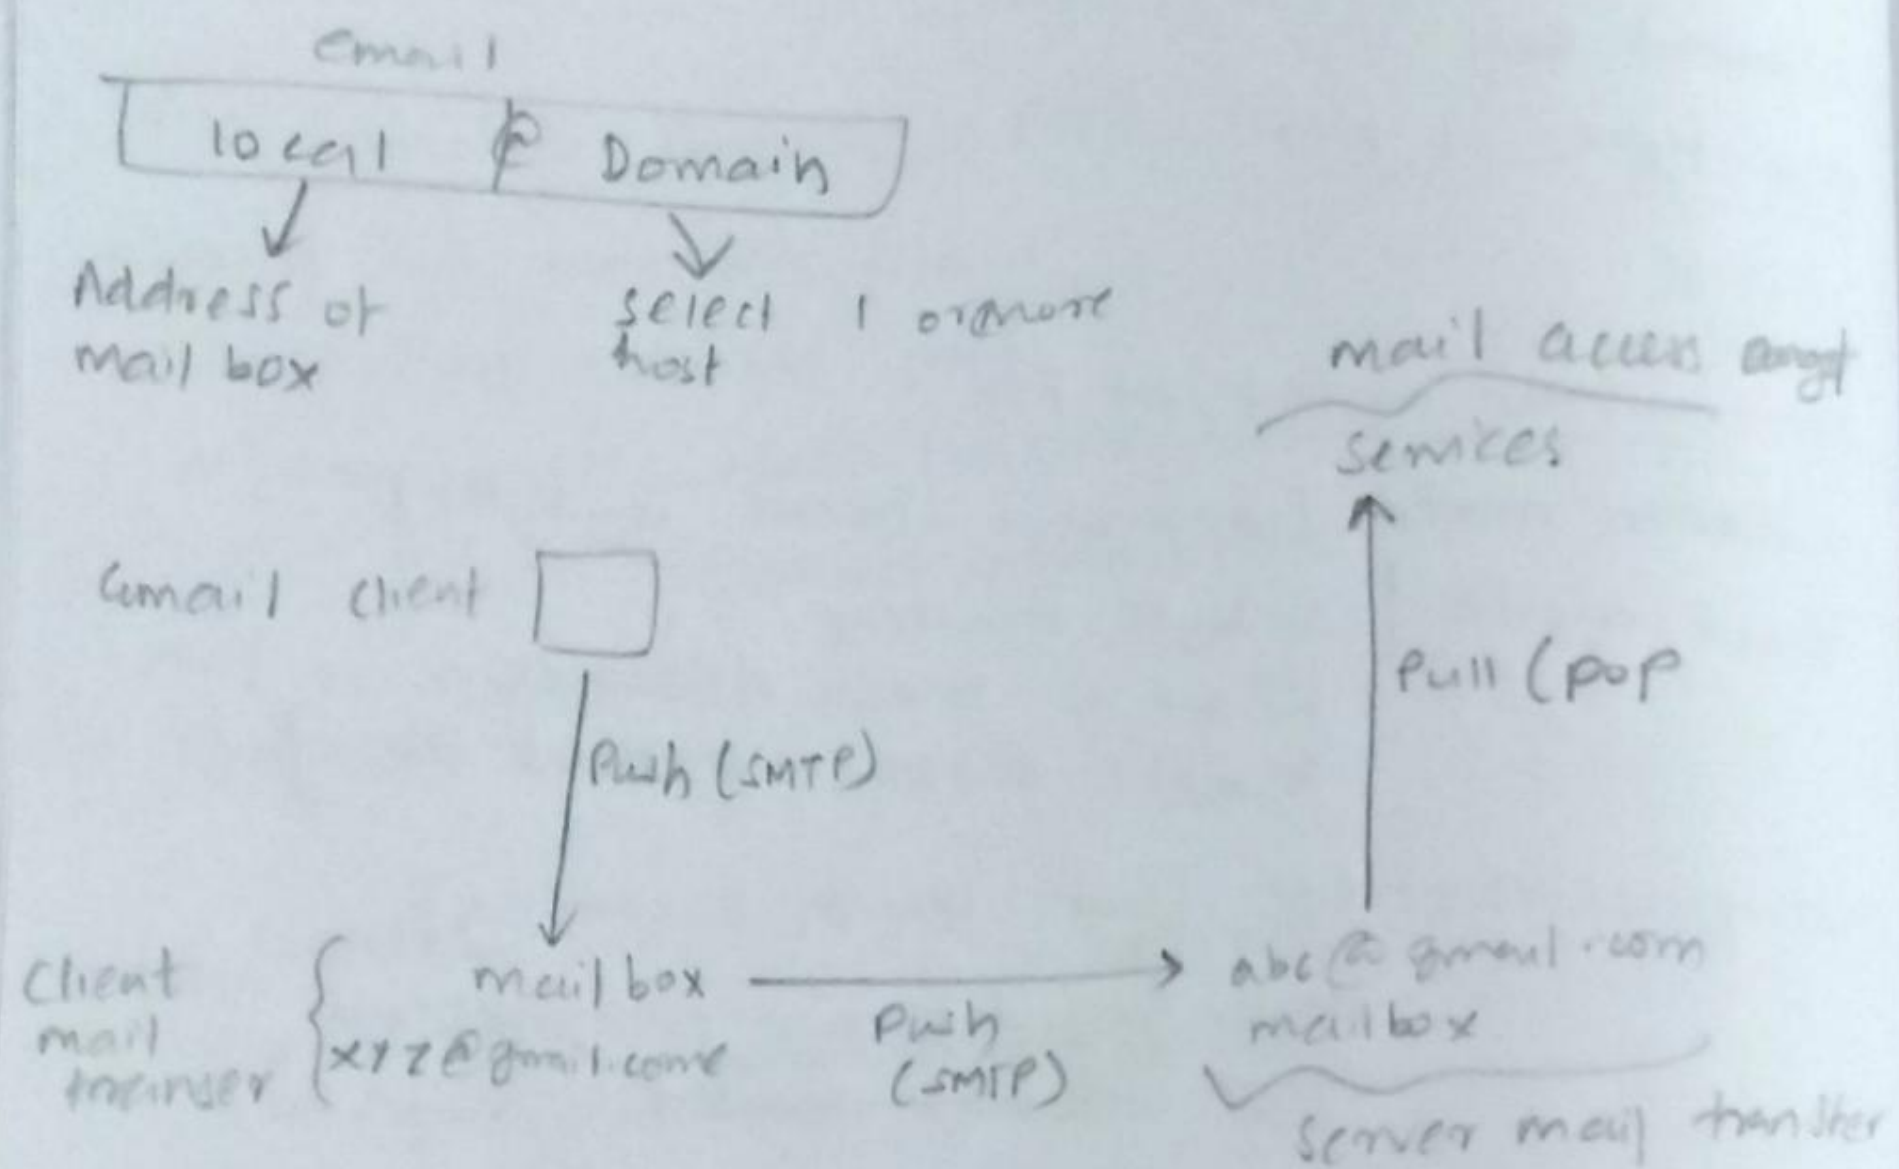 email
local @ Domain
Address of
mail box
select 1 or more
host
mail access
services
Gmail client
Push (SMTP)
Pull (POP
Client
mail
mail box
xyz@gmail.com
Push
(SMTP)
abc@gmail.com
mailbox
server mail transfer